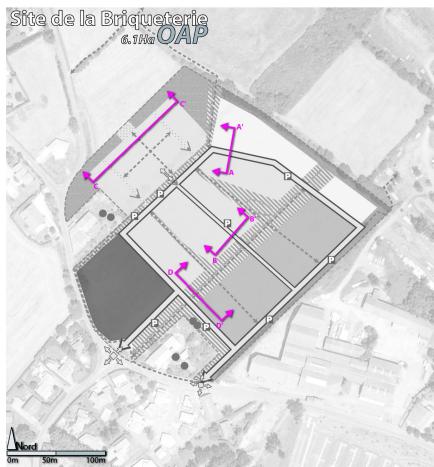 Site de la Briqueterie
6.1Ha OAP
C'
A'
A
C
P
P
P
P
B'
B
D
P
P
D'
P
P
P
Nord
0m 50m 100m